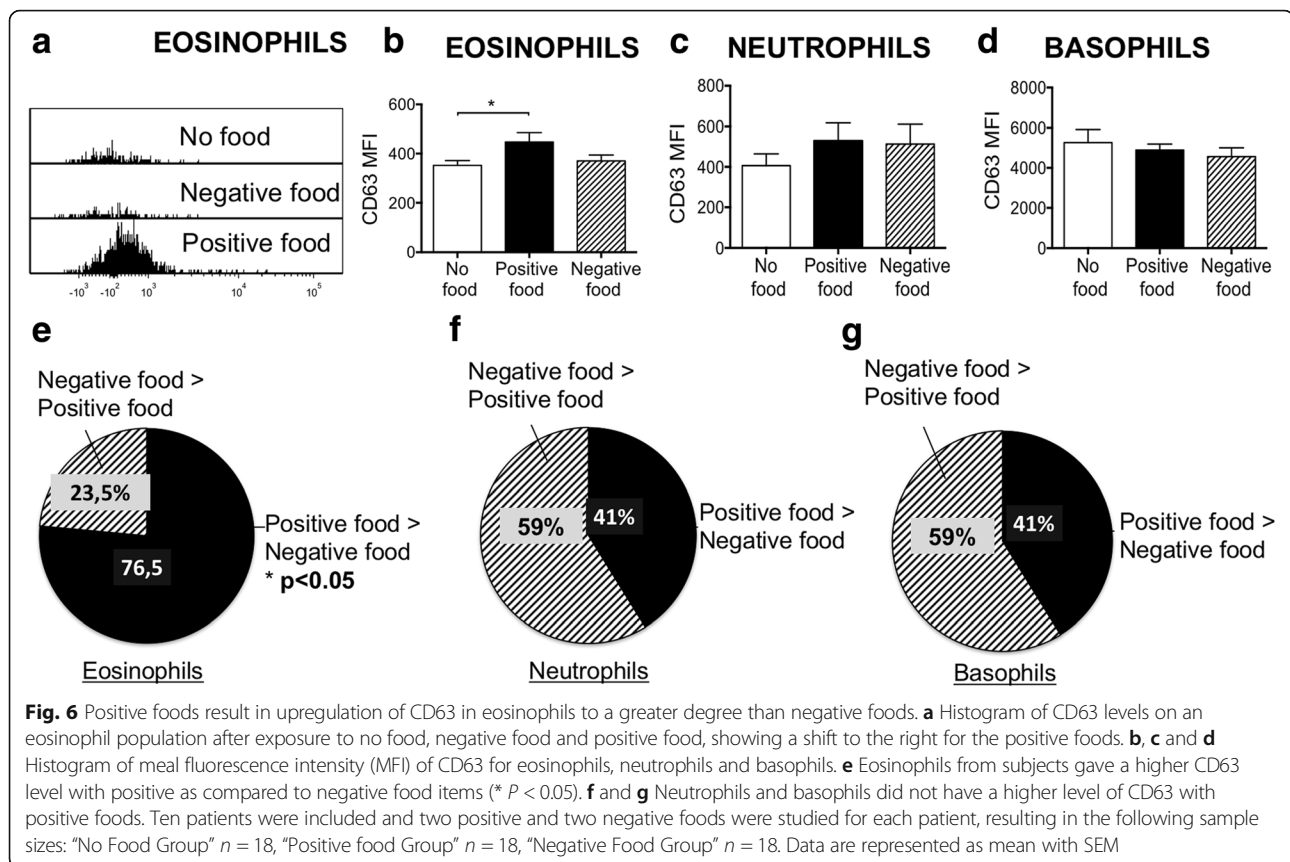 a EOSINOPHILS
No food
Negative food
Positive food
-10³ -10² 10³ 10⁴ 10⁵
b EOSINOPHILS
CD63 MFI
600
400
200
0
*
No food
Positive food
Negative food
c NEUTROPHILS
CD63 MFI
800
600
400
200
0
No food
Positive food
Negative food
d BASOPHILS
CD63 MFI
8000
6000
4000
2000
0
No food
Positive food
Negative food
e
Negative food >
Positive food
23,5%
76,5
Positive food >
Negative food
* p<0.05
Eosinophils
f
Negative food >
Positive food
59%
41%
Positive food >
Negative food
Neutrophils
g
Negative food >
Positive food
59%
41%
Positive food >
Negative food
Basophils
Fig. 6 Positive foods result in upregulation of CD63 in eosinophils to a greater degree than negative foods. a Histogram of CD63 levels on an
eosinophil population after exposure to no food, negative food and positive food, showing a shift to the right for the positive foods. b, c and d
Histogram of meal fluorescence intensity (MFI) of CD63 for eosinophils, neutrophils and basophils. e Eosinophils from subjects gave a higher CD63
level with positive as compared to negative food items (* P < 0.05). f and g Neutrophils and basophils did not have a higher level of CD63 with
positive foods. Ten patients were included and two positive and two negative foods were studied for each patient, resulting in the following sample
sizes: “No Food Group” n = 18, “Positive food Group” n = 18, “Negative Food Group” n = 18. Data are represented as mean with SEM